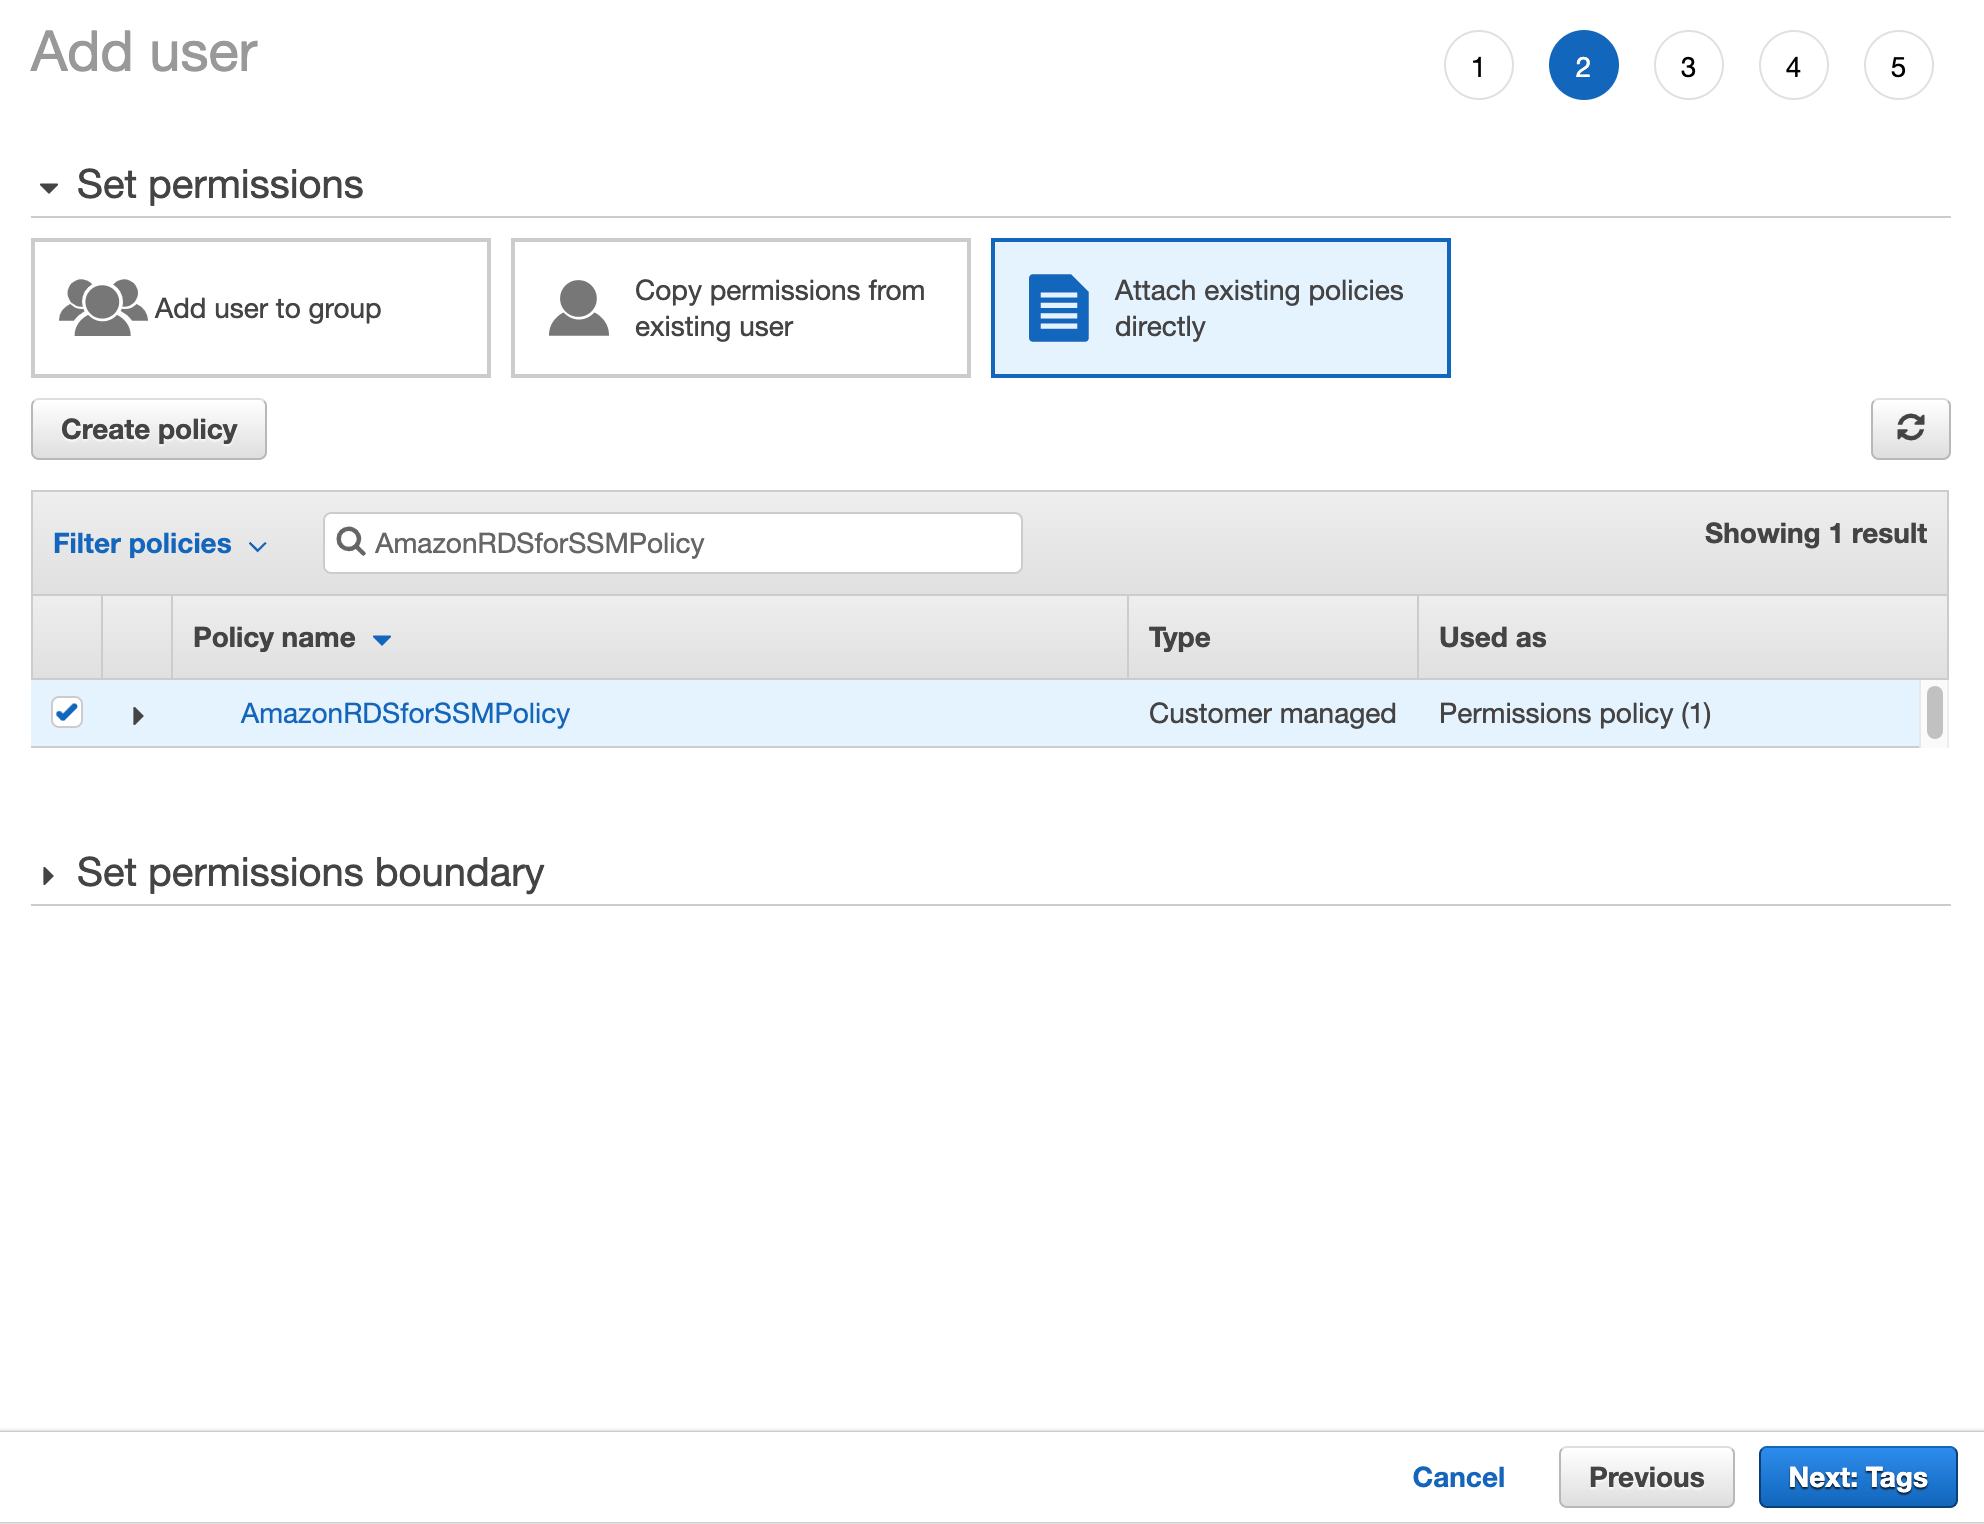 Add user
1 2 3 4 5
Set permissions
Add user to group
Copy permissions from
existing user
Attach existing policies
directly
Create policy
Filter policies
AmazonRDSforSSMPolicy
Showing 1 result
Policy name Type Used as
AmazonRDSforSSMPolicy Customer managed Permissions policy (1)
Set permissions boundary
Cancel Previous Next: Tags